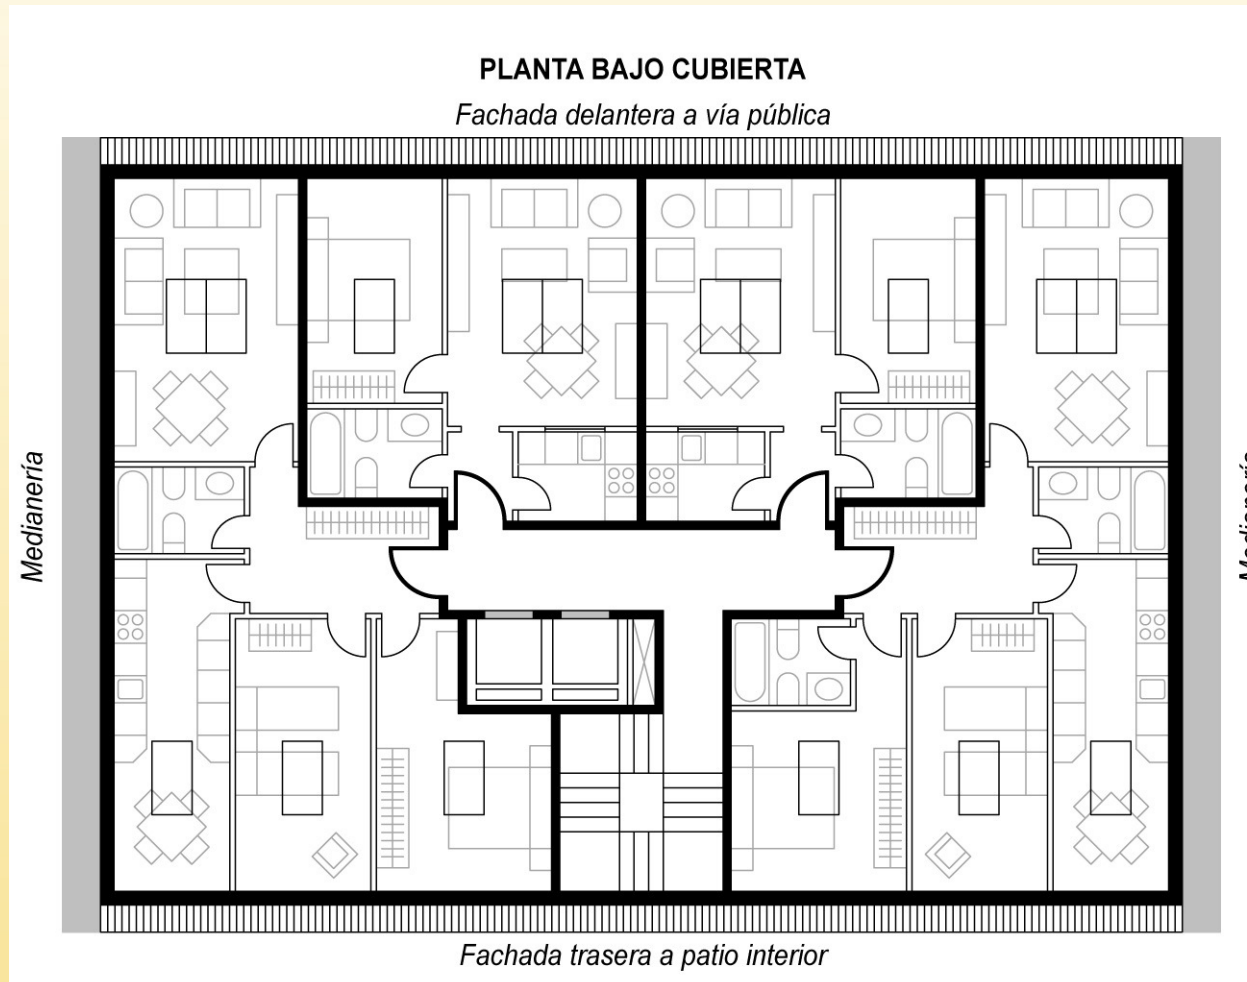 PLANTA BAJO CUBIERTA
Fachada delantera a vía pública
Medianería
Fachada trasera a patio interior